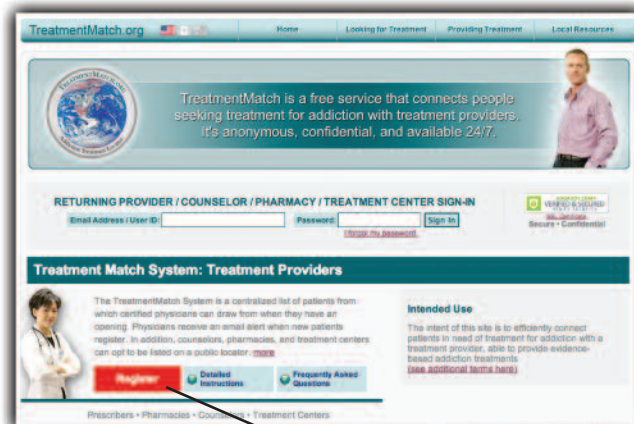 TreatmentMatch.org
Home
Looking for Treatment
Providing Treatment
Local Resources
TREATMENTMATCH.ORG
TreatmentMatch is a free service that connects people
seeking treatment for addiction with treatment providers.
It's anonymous, confidential, and available 24/7.
RETURNING PROVIDER / COUNSELOR / PHARMACY / TREATMENT CENTER SIGN-IN
Email Address / User ID:
Password:
Sign In
I forgot my password.
VERIFIED & SECURED
Secure • Confidential
Treatment Match System: Treatment Providers
The TreatmentMatch System is a centralized list of patients from
which certified physicians can draw from when they have an
opening. Physicians receive an email alert when new patients
register. In addition, counselors, pharmacies, and treatment centers
can opt to be listed on a public locator. more
Register
Detailed
Instructions
Frequently Asked
Questions
Intended Use
The intent of this site is to efficiently connect
patients in need of treatment for addiction with a
treatment provider, able to provide evidence-
based addiction treatments
(see additional terms here)
Prescribers • Pharmacies • Counselors • Treatment Centers